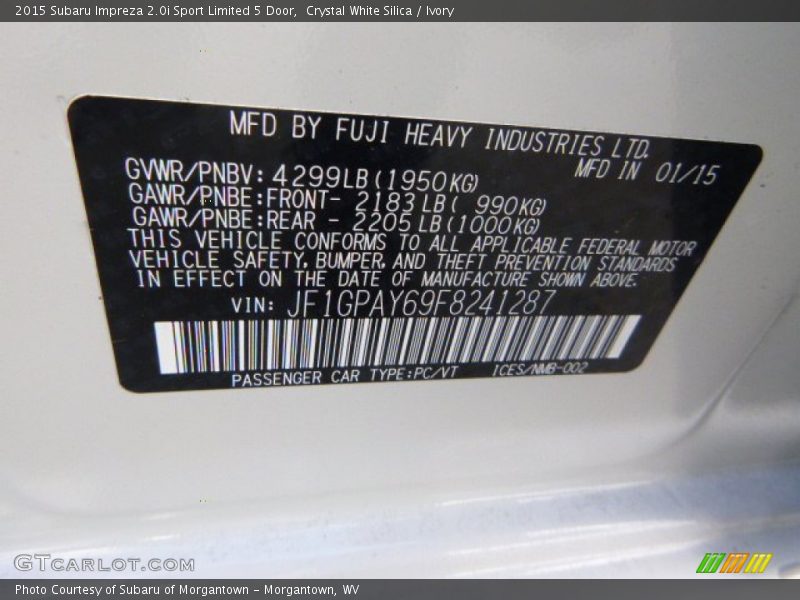 2015 Subaru Impreza 2.0i Sport Limited 5 Door,  Crystal White Silica / Ivory
MFD BY FUJI HEAVY INDUSTRIES LTD.
MFD IN 01/15
GVWR/PNBV: 4299LB(1950KG)
GAWR/PNBE:FRONT- 2183 LB( 990KG)
GAWR/PNBE:REAR - 2205 LB(1000KG)
THIS VEHICLE CONFORMS TO ALL APPLICABLE FEDERAL MOTOR
VEHICLE SAFETY, BUMPER, AND THEFT PREVENTION STANDARDS
IN EFFECT ON THE DATE OF MANUFACTURE SHOWN ABOVE.
VIN: JF1GPAY69F8241287
PASSENGER CAR TYPE:PC/VT ICES/NMB-002
GTCARLOT.COM
Photo Courtesy of Subaru of Morgantown - Morgantown, WV